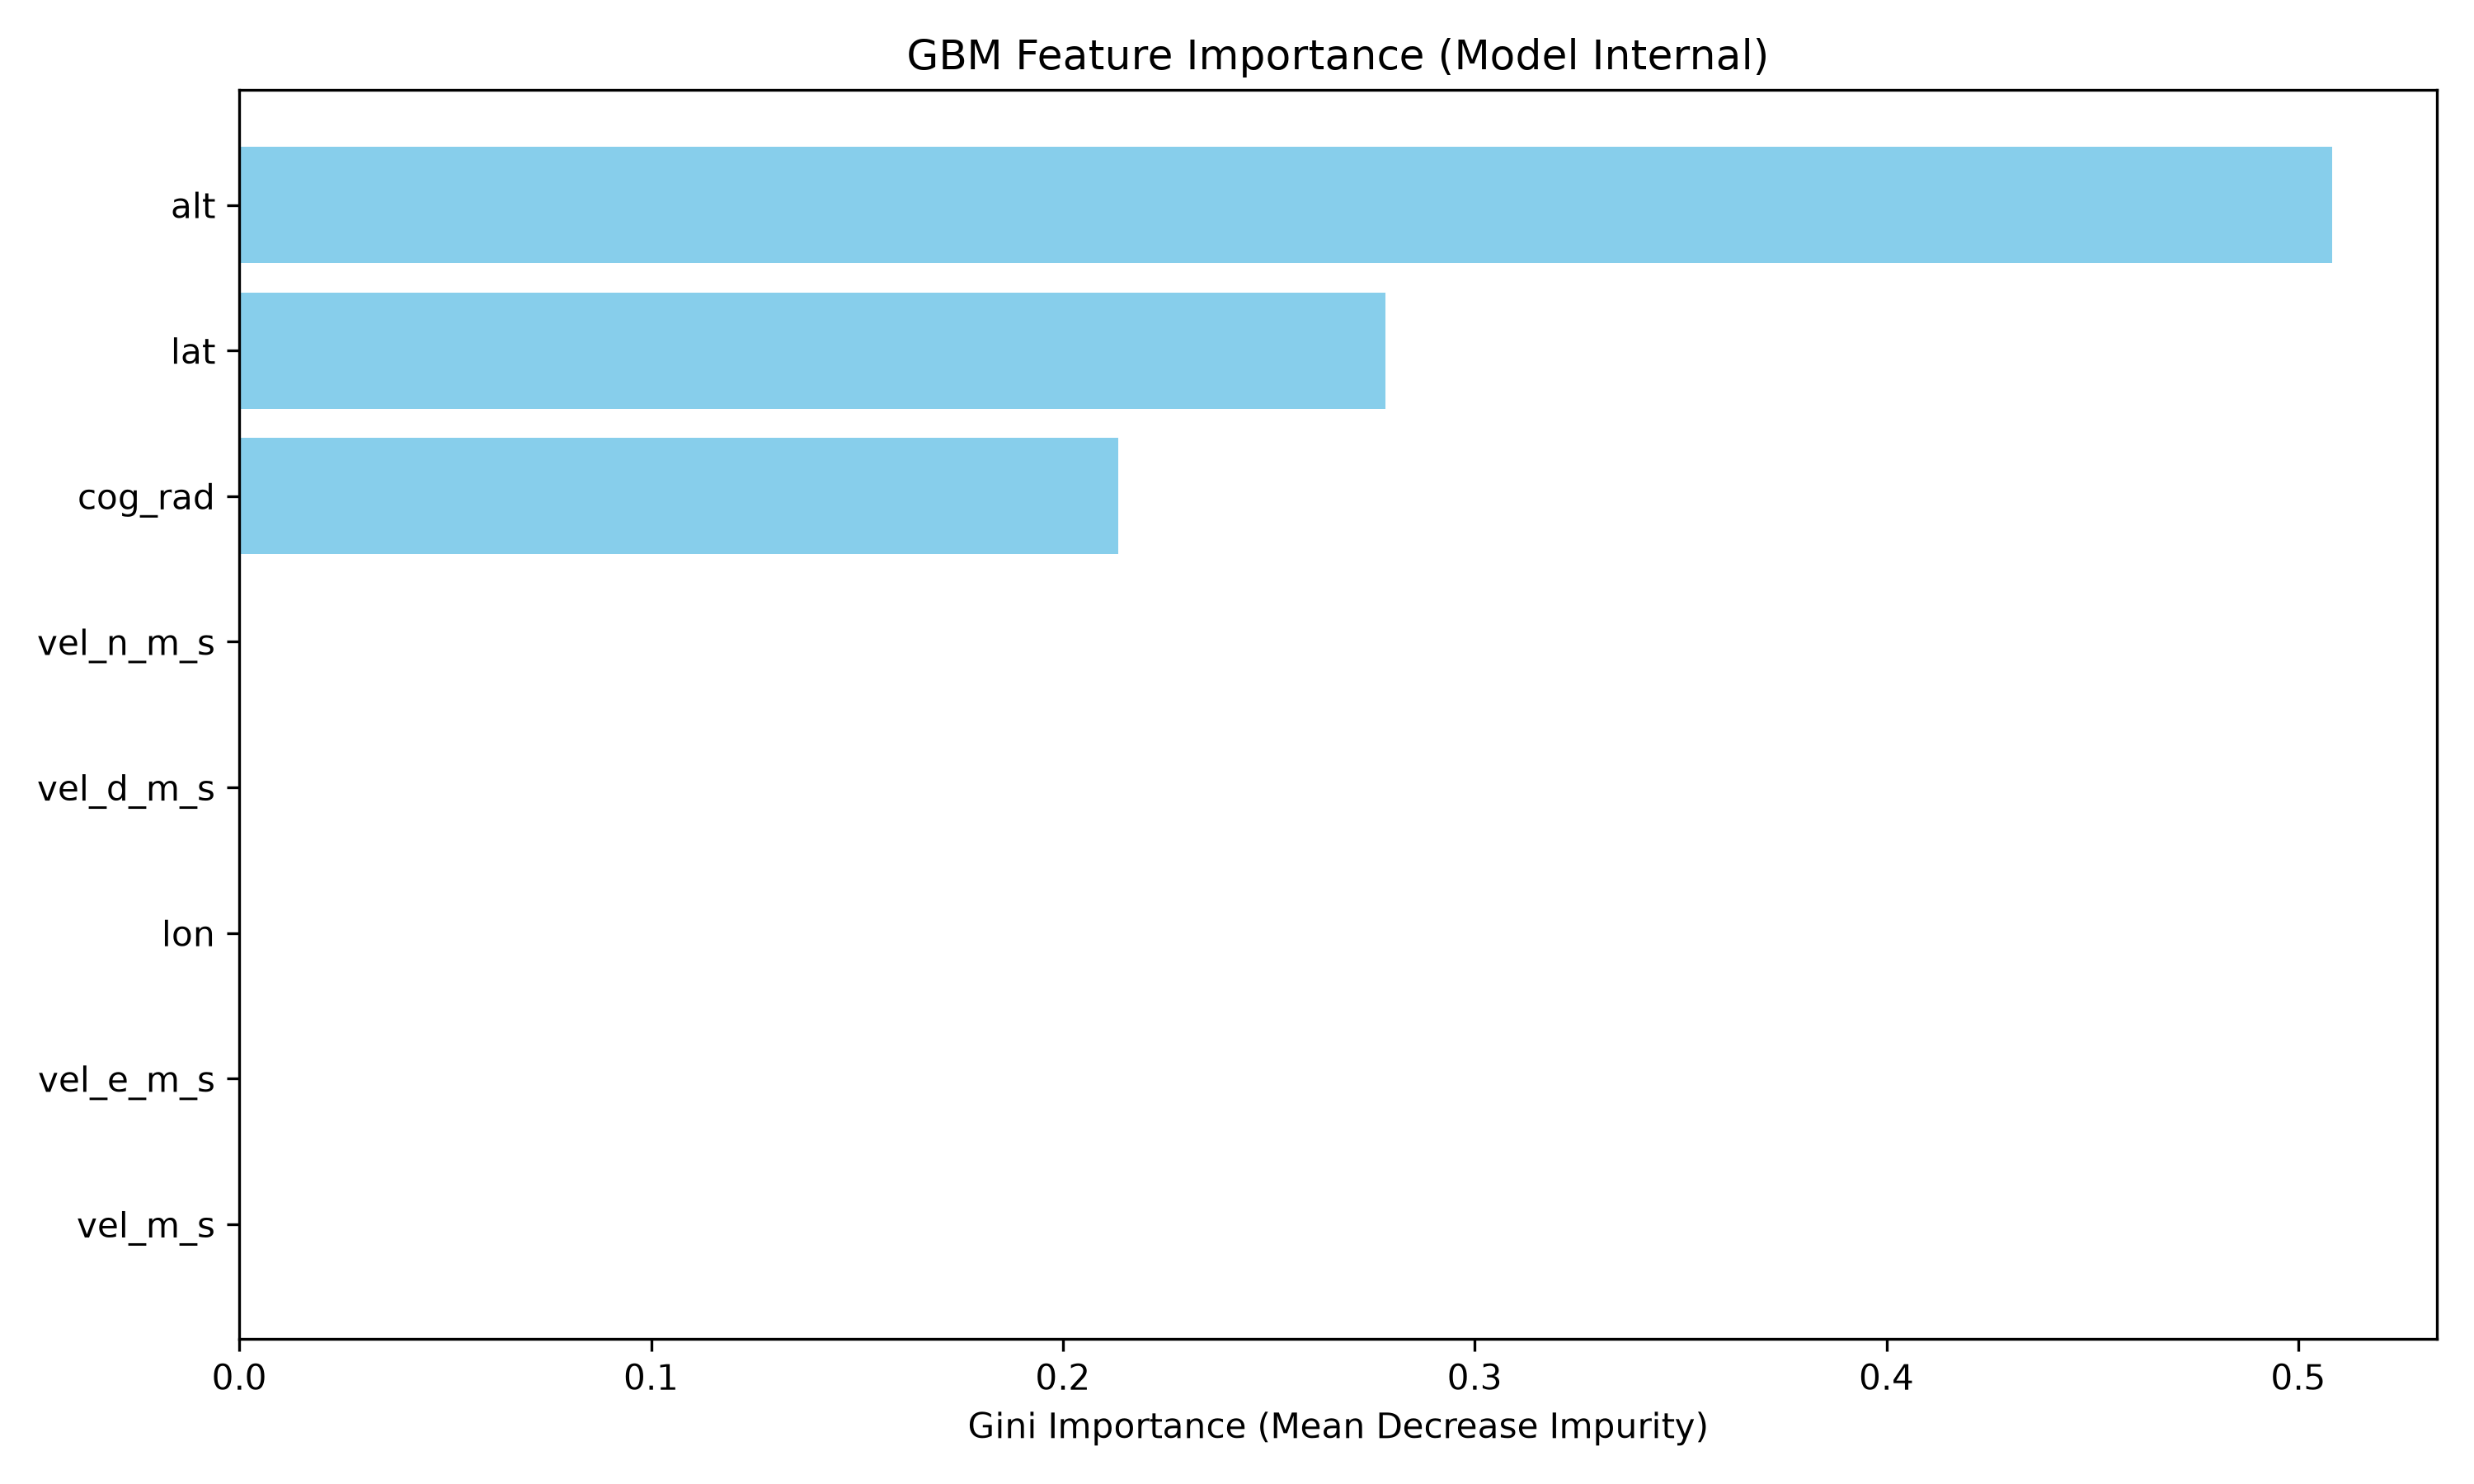 GBM Feature Importance (Model Internal)
alt
lat
cog_rad
vel_n_m_s
vel_d_m_s
lon
vel_e_m_s
vel_m_s
0.0 0.1 0.2 0.3 0.4 0.5
Gini Importance (Mean Decrease Impurity)